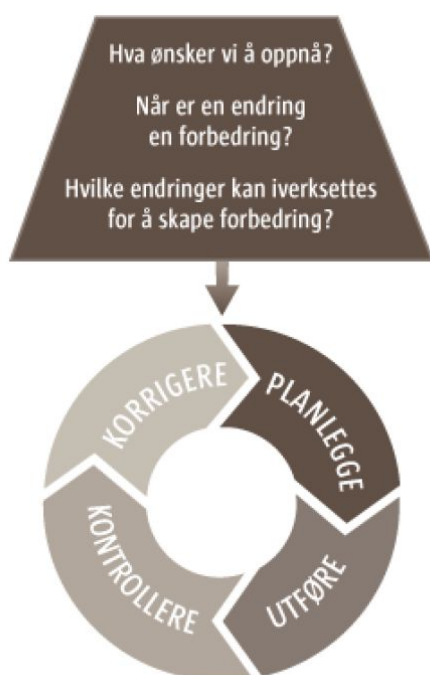 Hva ønsker vi å oppnå?
Når er en endring
en forbedring?
Hvilke endringer kan iverksettes
for å skape forbedring?
PLANLEGGE
UTFØRE
KONTROLLERE
KORRIGERE